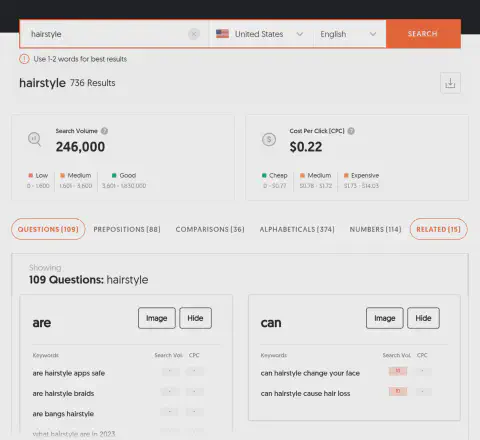 hairstyle
United States
English
SEARCH
Use 1-2 words for best results
hairstyle 736 Results
Search Volume ?
246,000
Low
Medium
Good
0 - 1,600
1,601 - 3,600
3,601 - 1,830,000
Cost Per Click (CPC) ?
$
$0.22
Cheap
Medium
Expensive
0 - $0.77
$0.78 - $1.72
$1.73 - $14.03
QUESTIONS (109)
PREPOSITIONS (88)
COMPARISONS (36)
ALPHABETICALS (374)
NUMBERS (114)
RELATED (15)
Showing
109 Questions: hairstyle
are
Image
Hide
Keywords
Search Vol.
CPC
are hairstyle apps safe
- -
are hairstyle braids
- -
are bangs hairstyle
- -
what hairstyle are in 2023
can
Image
Hide
Keywords
Search Vol.
CPC
can hairstyle change your face
10 -
can hairstyle cause hair loss
10 -